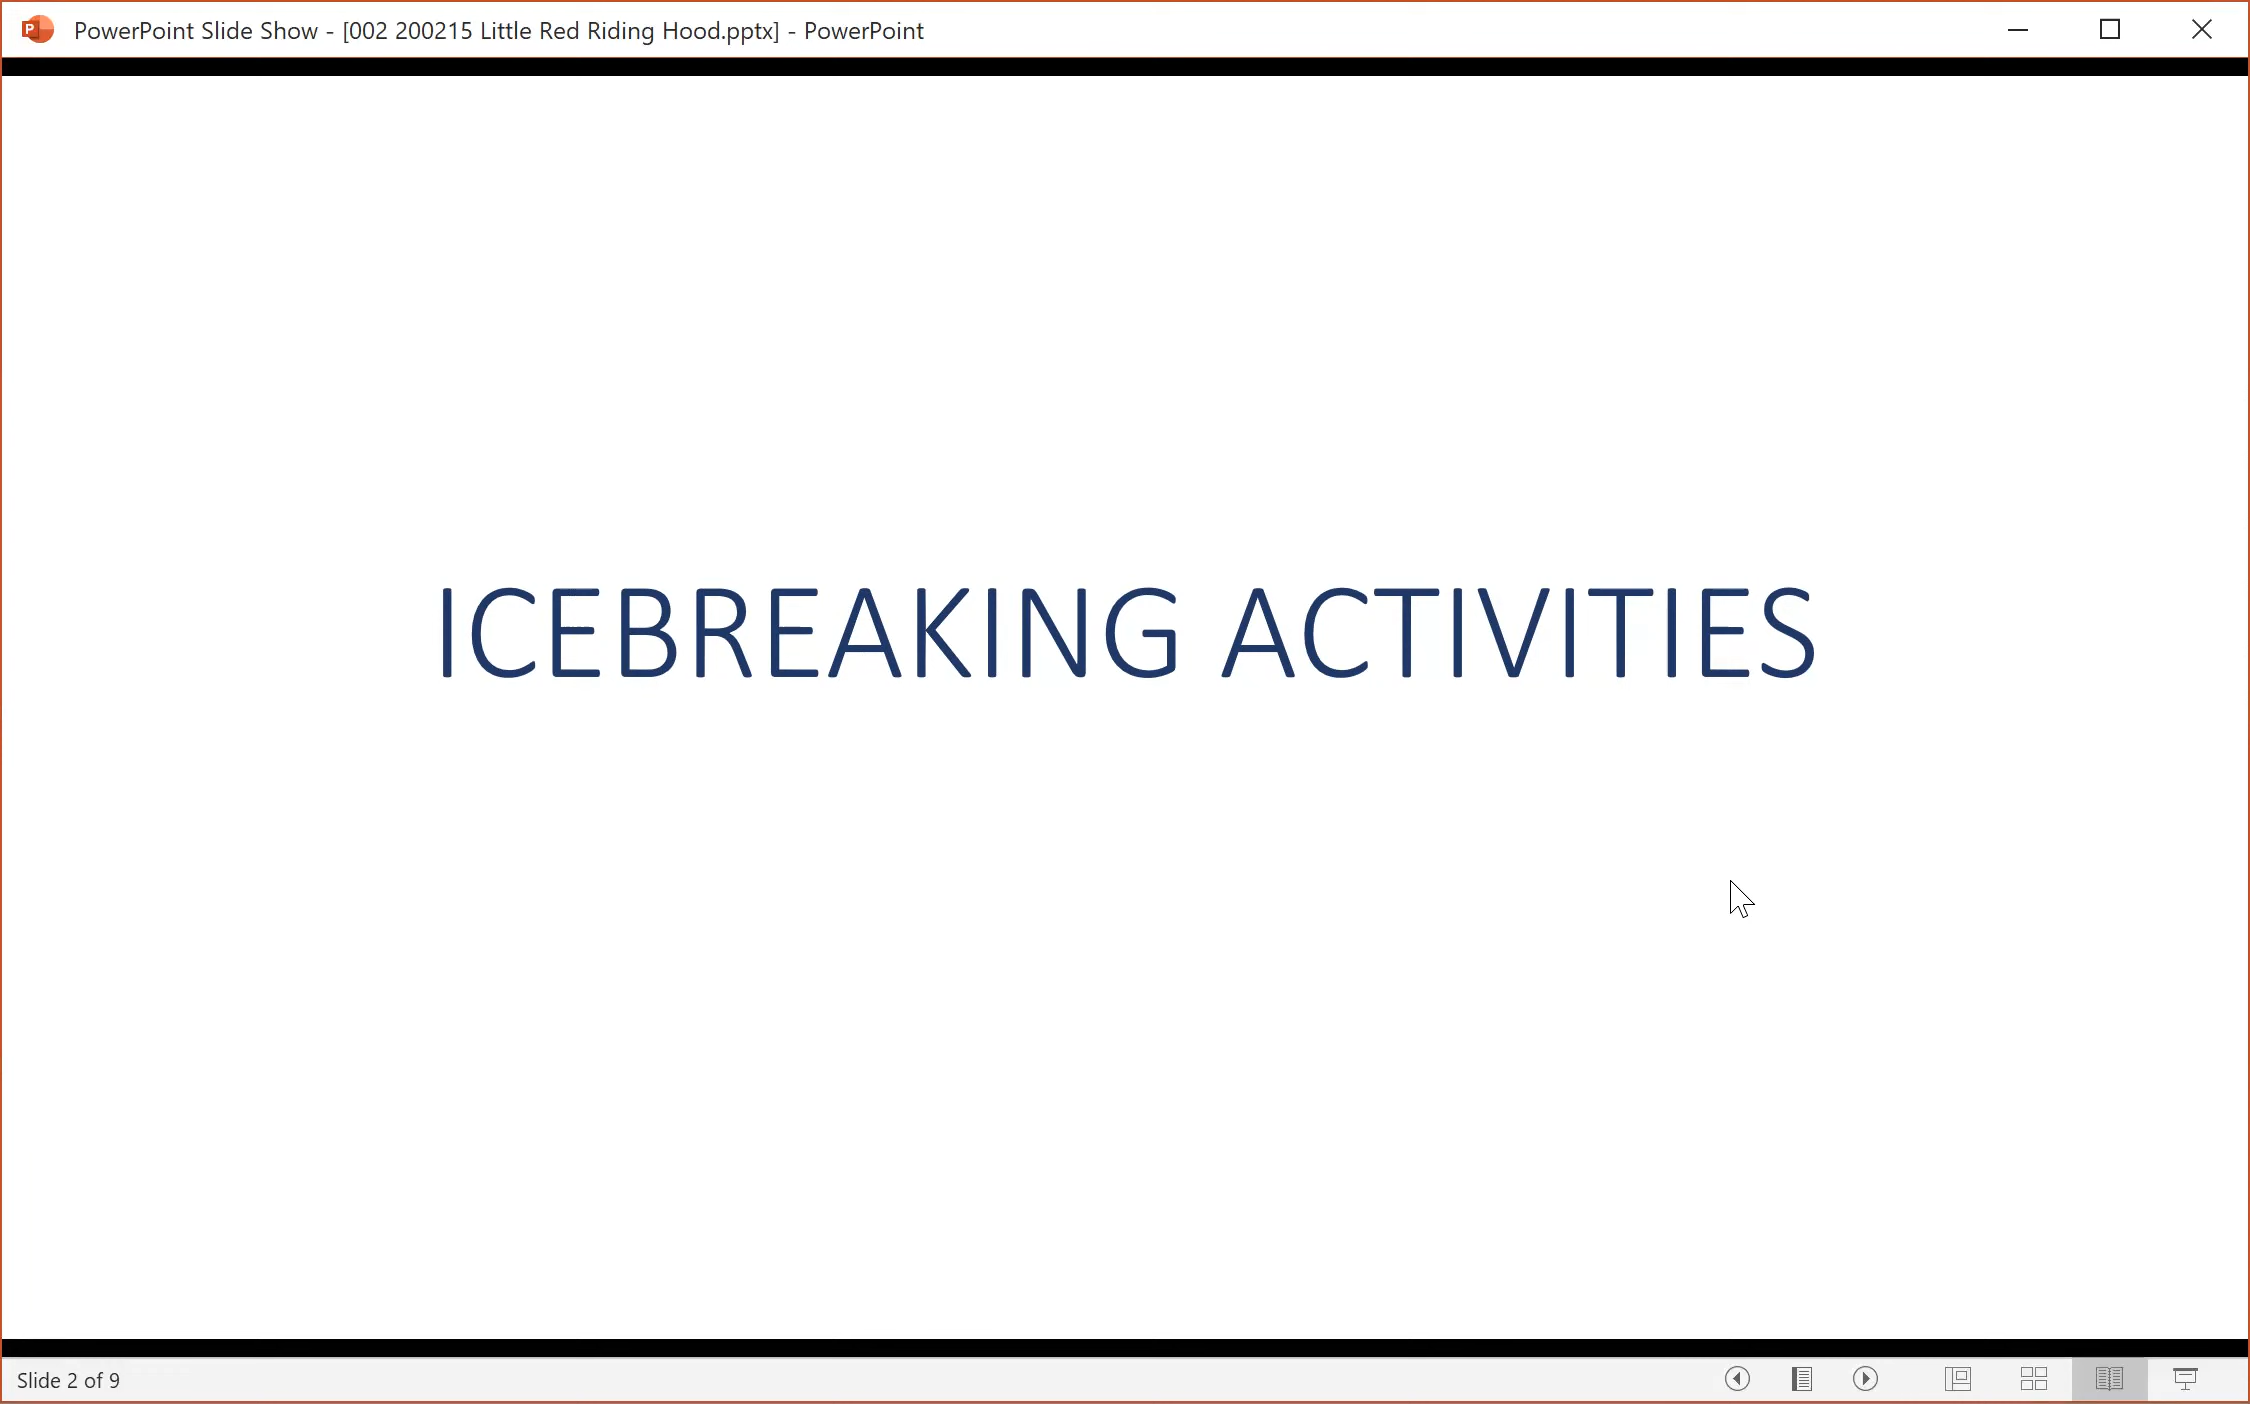 PowerPoint Slide Show - [002 200215 Little Red Riding Hood.pptx] - PowerPoint
ICEBREAKING ACTIVITIES
Slide 2 of 9